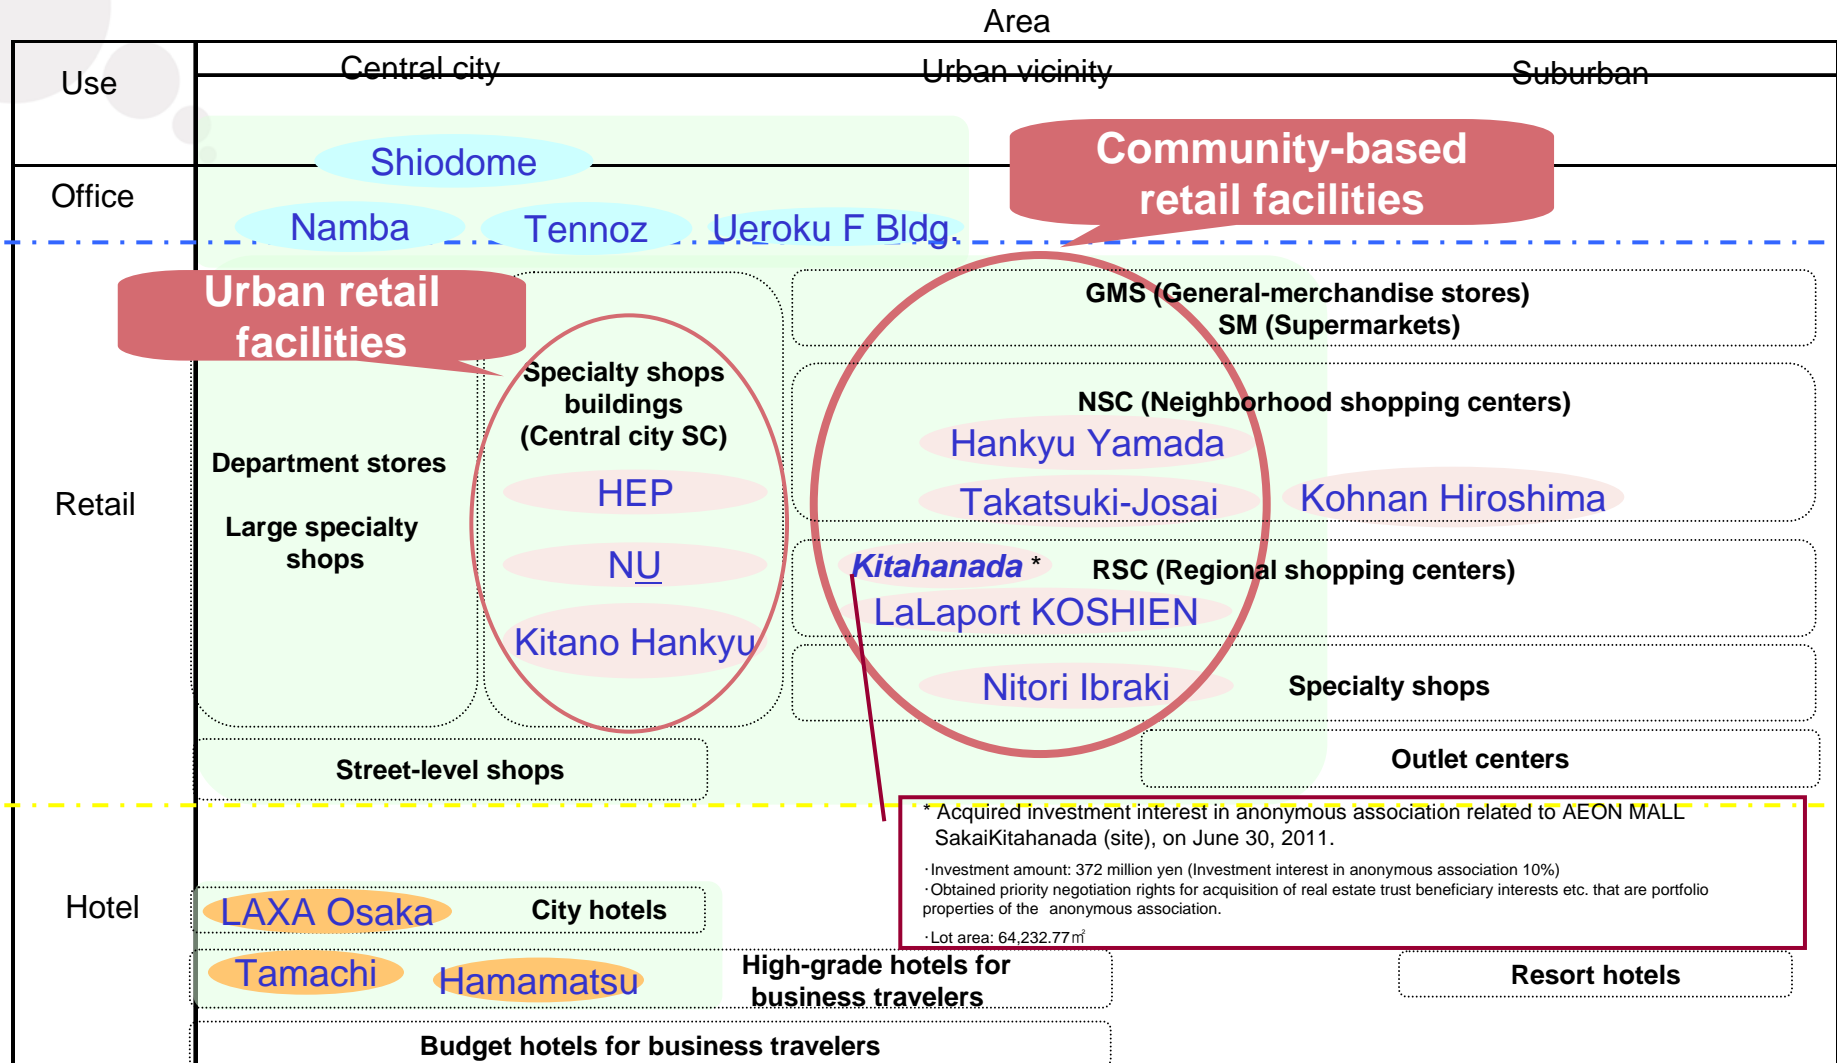 Area
Use
Central city
Urban vicinity
Suburban
Community-based
retail facilities
Shiodome
Office
Namba
Tennoz
Ueroku F Bldg.
Urban retail
facilities
GMS (General-merchandise stores)
SM (Supermarkets)
Specialty shops
buildings
(Central city SC)
NSC (Neighborhood shopping centers)
Hankyu Yamada
Department stores
HEP
Takatsuki-Josai
Kohnan Hiroshima
Retail
Large specialty
shops
NU
Kitahanada *
RSC (Regional shopping centers)
LaLaport KOSHIEN
Kitano Hankyu
Nitori Ibraki
Specialty shops
Street-level shops
Outlet centers
* Acquired investment interest in anonymous association related to AEON MALL
SakaiKitahanada (site), on June 30, 2011.
・Investment amount: 372 million yen (Investment interest in anonymous association 10%)
・Obtained priority negotiation rights for acquisition of real estate trust beneficiary interests etc. that are portfolio
properties of the anonymous association.
・Lot area: 64,232.77㎡
Hotel
LAXA Osaka
City hotels
Tamachi
Hamamatsu
High-grade hotels for
business travelers
Resort hotels
Budget hotels for business travelers